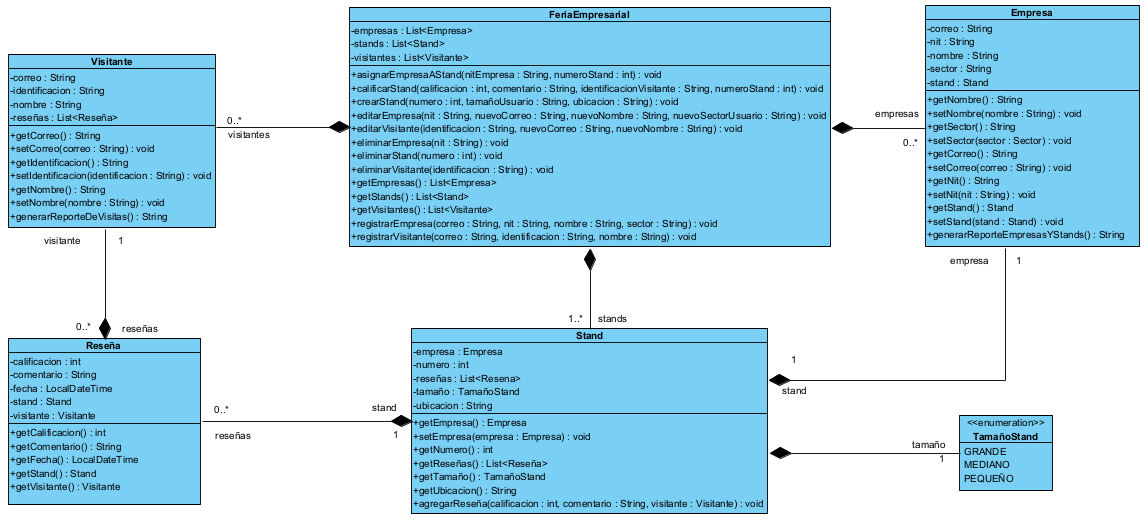 FeriaEmpresarial
-empresas : List<Empresa>
-stands : List<Stand>
-visitantes : List<Visitante>
+asignarEmpresaAStand(nitEmpresa : String, numeroStand : int) : void
+calificarStand(calificacion : int, comentario : String, identificacionVisitante : String, numeroStand : int) : void
+crearStand(numero : int, tamañoUsuario : String, ubicacion : String) : void
+editarEmpresa(nit : String, nuevoCorreo : String, nuevoNombre : String, nuevoSectorUsuario : String) : void
+editarVisitante(identificacion : String, nuevoCorreo : String, nuevoNombre : String) : void
+eliminarEmpresa(nit : String) : void
+eliminarStand(numero : int) : void
+eliminarVisitante(identificacion : String) : void
+getEmpresas() : List<Empresa>
+getStands() : List<Stand>
+getVisitantes() : List<Visitante>
+registrarEmpresa(correo : String, nit : String, nombre : String, sector : String) : void
+registrarVisitante(correo : String, identificacion : String, nombre : String) : void
Empresa
-correo : String
-nit : String
-nombre : String
-sector : String
-stand : Stand
+getNombre() : String
+setNombre(nombre : String) : void
+getSector() : String
+setSector(sector : Sector) : void
+getCorreo() : String
+setCorreo(correo : String) : void
+getNit() : String
+setNit(nit : String) : void
+getStand() : Stand
+setStand(stand : Stand) : void
+generarReporteEmpresasYStands() : String
Visitante
-correo : String
-identificacion : String
-nombre : String
-reseñas : List<Reseña>
+getCorreo() : String
+setCorreo(correo : String) : void
+getIdentificacion() : String
+setIdentificacion(identificacion : String) : void
+getNombre() : String
+setNombre(nombre : String) : void
+generarReporteDeVisitas() : String
0..*
visitantes
empresas
0..*
visitante
1
empresa
1
0..*
reseñas
1..*
stands
Reseña
-calificacion : int
-comentario : String
-fecha : LocalDateTime
-stand : Stand
-visitante : Visitante
+getCalificacion() : int
+getComentario() : String
+getFecha() : LocalDateTime
+getStand() : Stand
+getVisitante() : Visitante
0..*
reseñas
stand
1
Stand
-empresa : Empresa
-numero : int
-reseñas : List<Resena>
-tamaño : TamañoStand
-ubicacion : String
+getEmpresa() : Empresa
+setEmpresa(empresa : Empresa) : void
+getNumero() : int
+getReseñas() : List<Reseña>
+getTamaño() : TamañoStand
+getUbicacion() : String
+agregarReseña(calificacion : int, comentario : String, visitante : Visitante) : void
1
stand
tamaño
1
<<enumeration>>
TamañoStand
GRANDE
MEDIANO
PEQUEÑO